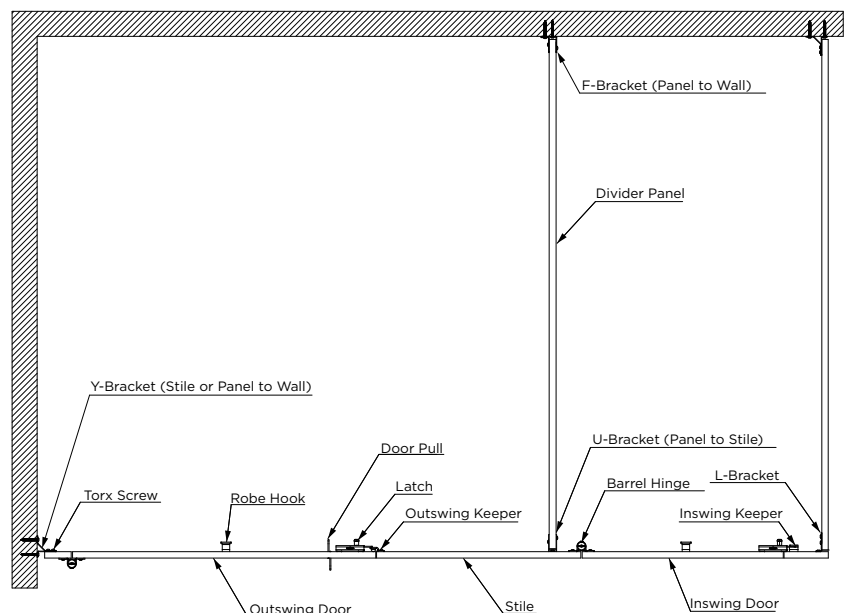 F-Bracket (Panel to Wall)
Divider Panel
Y-Bracket (Stile or Panel to Wall)
Door Pull
U-Bracket (Panel to Stile)
Torx Screw
Robe Hook
Latch
Barrel Hinge
L-Bracket
Outswing Keeper
Inswing Keeper
Outswing Door
Stile
Inswing Door